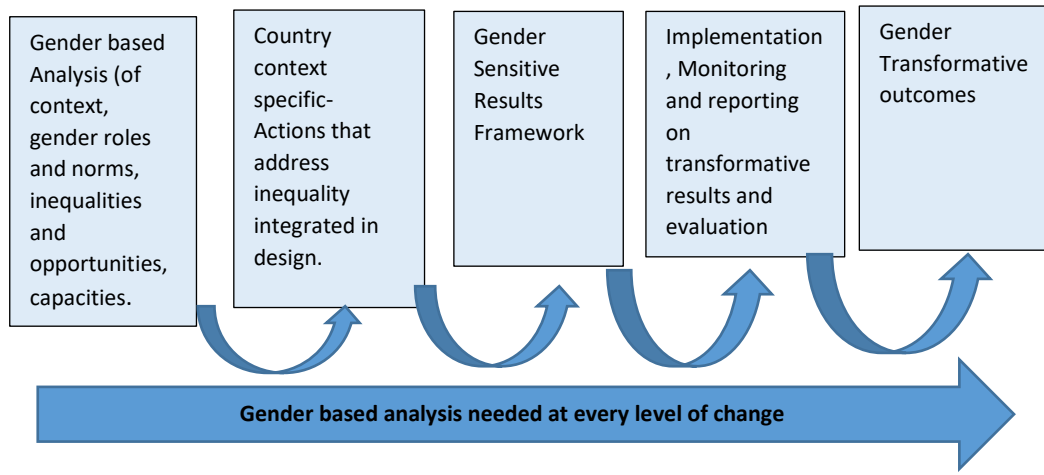 Gender based
Analysis (of
context,
gender roles
and norms,
inequalities
and
opportunities,
capacities.
Country
context
specific-
Actions that
address
inequality
integrated in
design.
Gender
Sensitive
Results
Framework
Implementation
, Monitoring
and reporting
on
transformative
results and
evaluation
Gender
Transformative
outcomes
Gender based analysis needed at every level of change